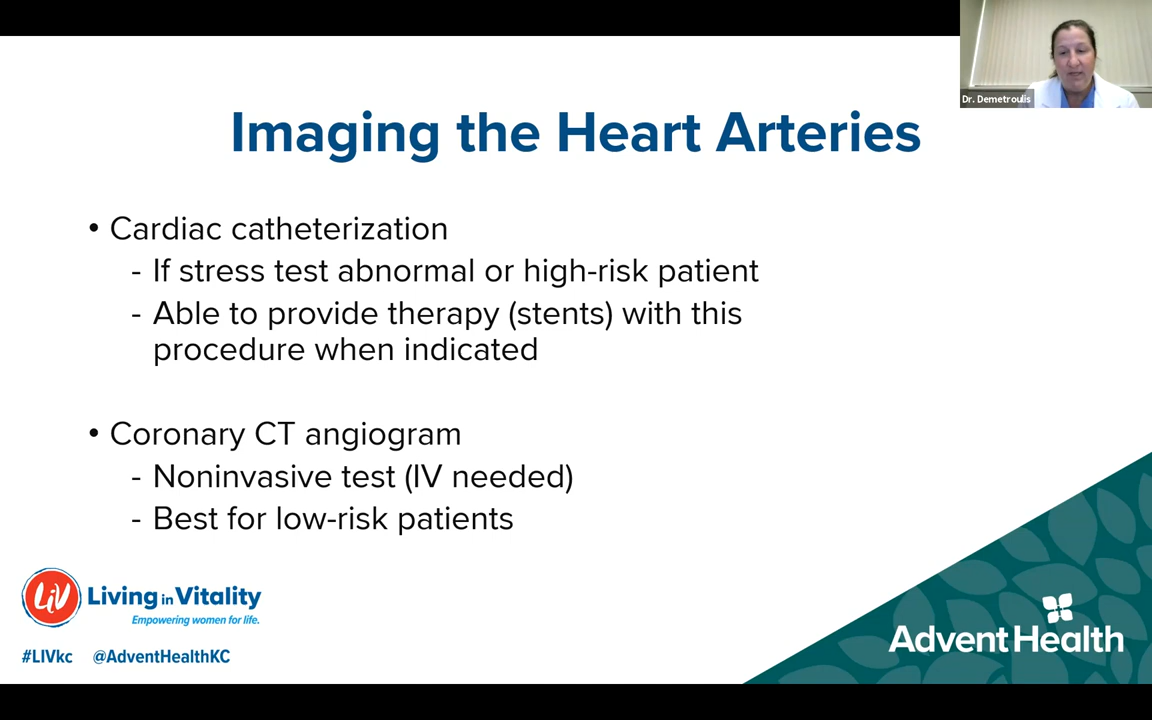 Dr. Demetroulis
Imaging the Heart Arteries
• Cardiac catheterization
- If stress test abnormal or high-risk patient
- Able to provide therapy (stents) with this
procedure when indicated
• Coronary CT angiogram
- Noninvasive test (IV needed)
- Best for low-risk patients
LiV
Living in Vitality
Empowering women for life.
#LIVkc @AdventHealthKC
Advent Health